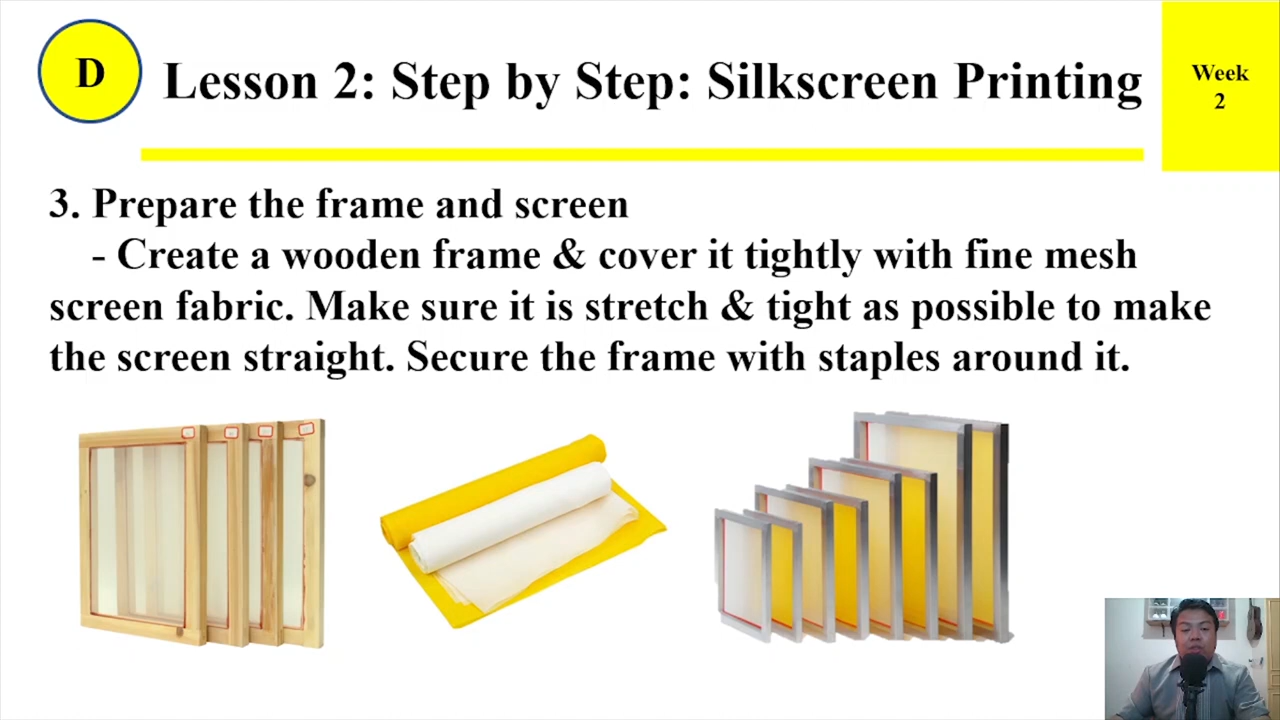 D
Lesson 2: Step by Step: Silkscreen Printing
Week
2
3. Prepare the frame and screen
- Create a wooden frame & cover it tightly with fine mesh
screen fabric. Make sure it is stretch & tight as possible to make
the screen straight. Secure the frame with staples around it.